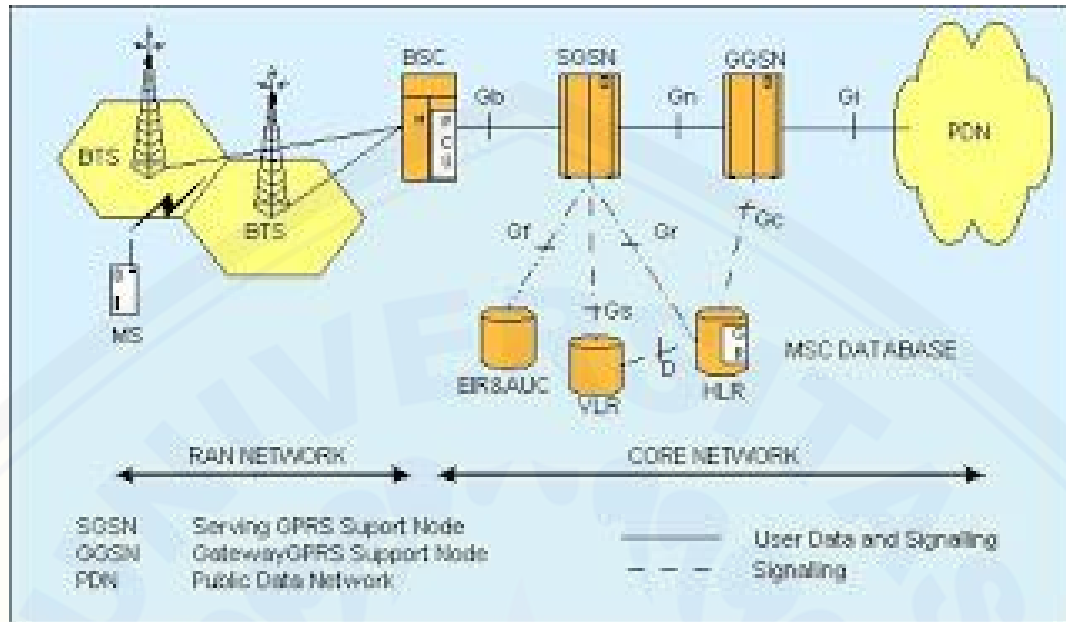 BSC
SGSN
GGSN
Gb
Gn
Gi
PDN
BTS
BTS
MS
Gf
Gr
Gc
Gs
D
EIR&AUC
VLR
HLR
MSC DATABASE
RAN NETWORK
CORE NETWORK
SGSN Serving GPRS Suport Node
GGSN GatewayGPRS Support Node
PDN Public Data Network
User Data and Signalling
Signalling